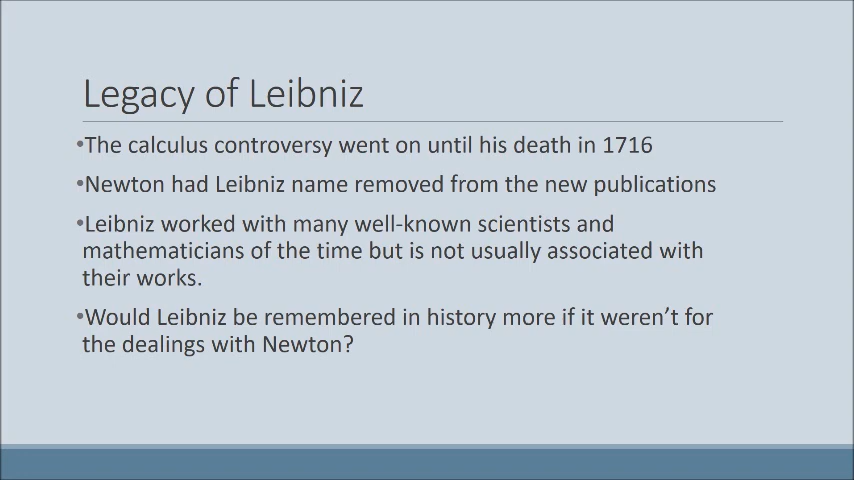 Legacy of Leibniz
•The calculus controversy went on until his death in 1716
•Newton had Leibniz name removed from the new publications
•Leibniz worked with many well-known scientists and
mathematicians of the time but is not usually associated with
their works.
•Would Leibniz be remembered in history more if it weren’t for
the dealings with Newton?